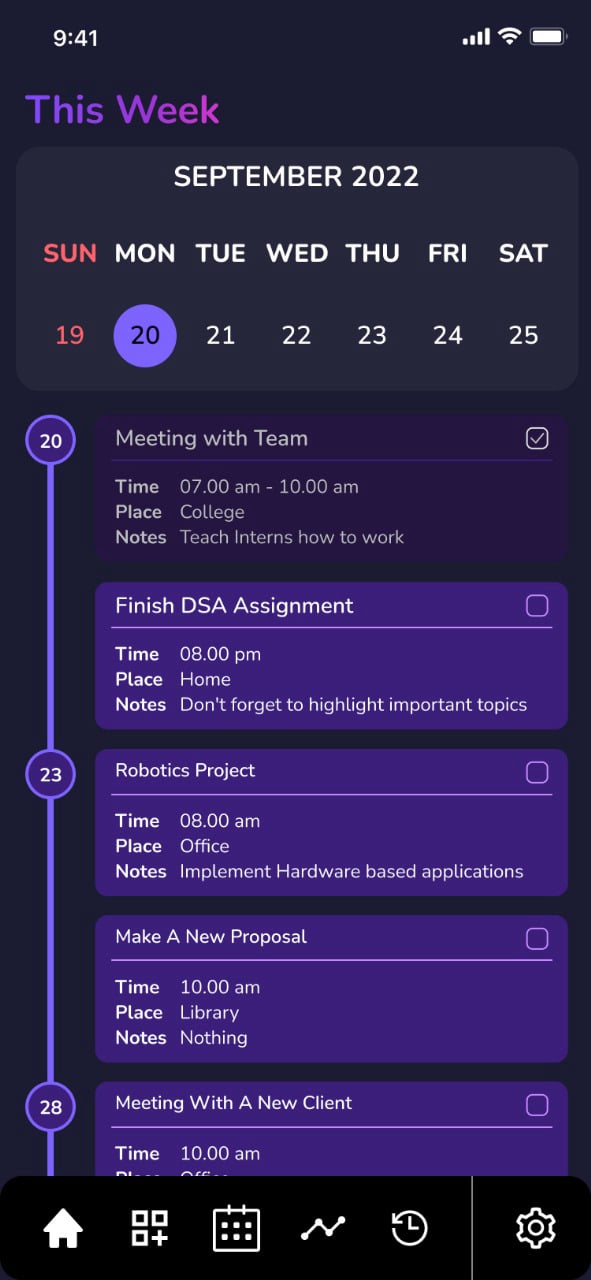 9:41
This Week
SEPTEMBER 2022
SUN MON TUE WED THU FRI SAT
19 20 21 22 23 24 25
20
Meeting with Team
Time 07.00 am - 10.00 am
Place College
Notes Teach Interns how to work
Finish DSA Assignment
Time 08.00 pm
Place Home
Notes Don't forget to highlight important topics
23
Robotics Project
Time 08.00 am
Place Office
Notes Implement Hardware based applications
Make A New Proposal
Time 10.00 am
Place Library
Notes Nothing
28
Meeting With A New Client
Time 10.00 am
Place Office